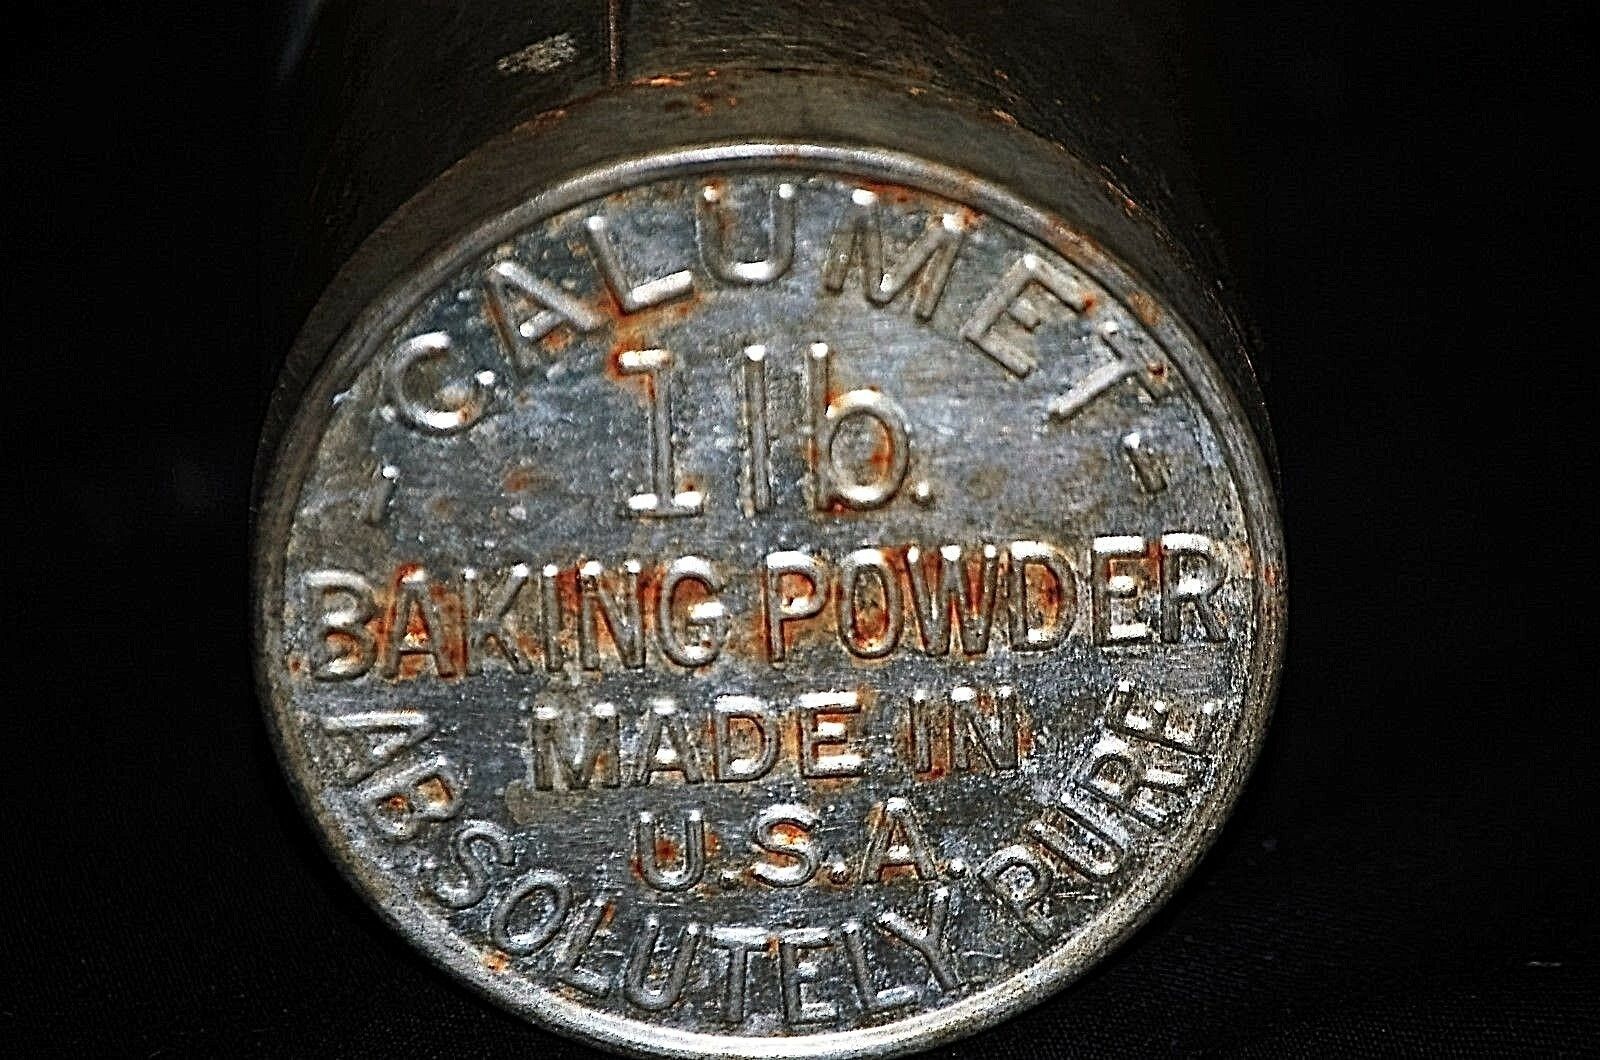 CALUMET
1 lb.
BAKING POWDER
MADE IN
U.S.A.
ABSOLUTELY PURE